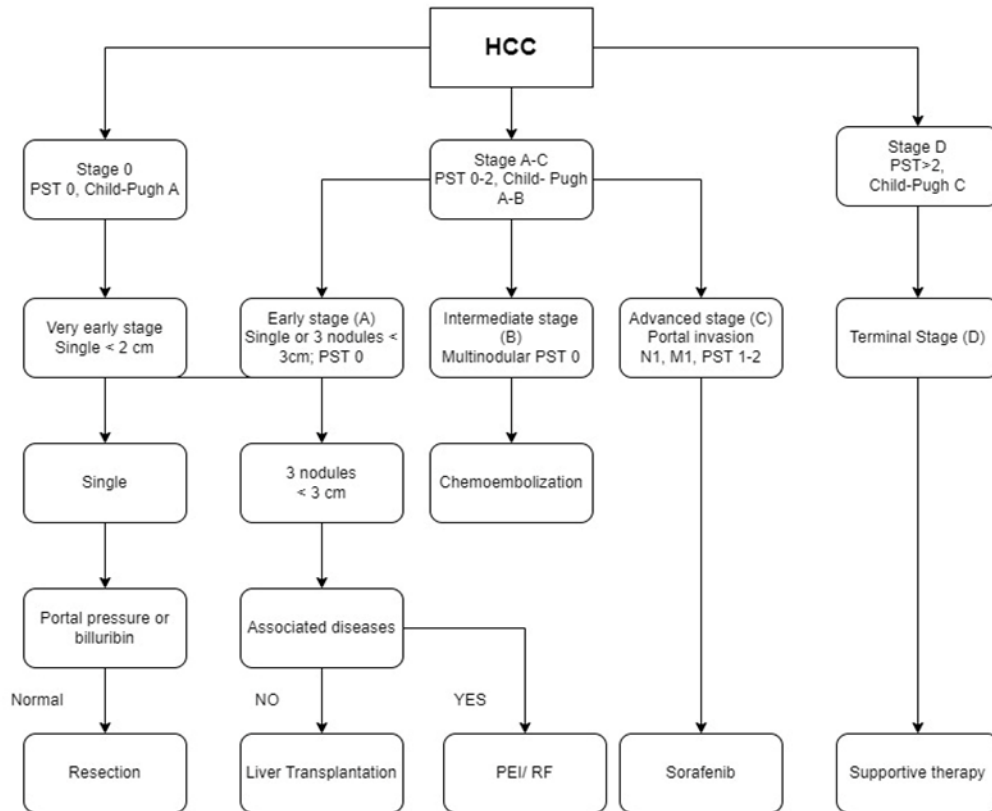 HCC
Stage 0
PST 0, Child-Pugh A
Stage A-C
PST 0-2, Child- Pugh
A-B
Stage D
PST>2,
Child-Pugh C
Very early stage
Single < 2 cm
Early stage (A)
Single or 3 nodules <
3cm; PST 0
Intermediate stage
(B)
Multinodular PST 0
Advanced stage (C)
Portal invasion
N1, M1, PST 1-2
Terminal Stage (D)
Single
3 nodules
< 3 cm
Chemoembolization
Portal pressure or
billuribin
Associated diseases
Normal
NO
YES
Resection
Liver Transplantation
PEI/ RF
Sorafenib
Supportive therapy